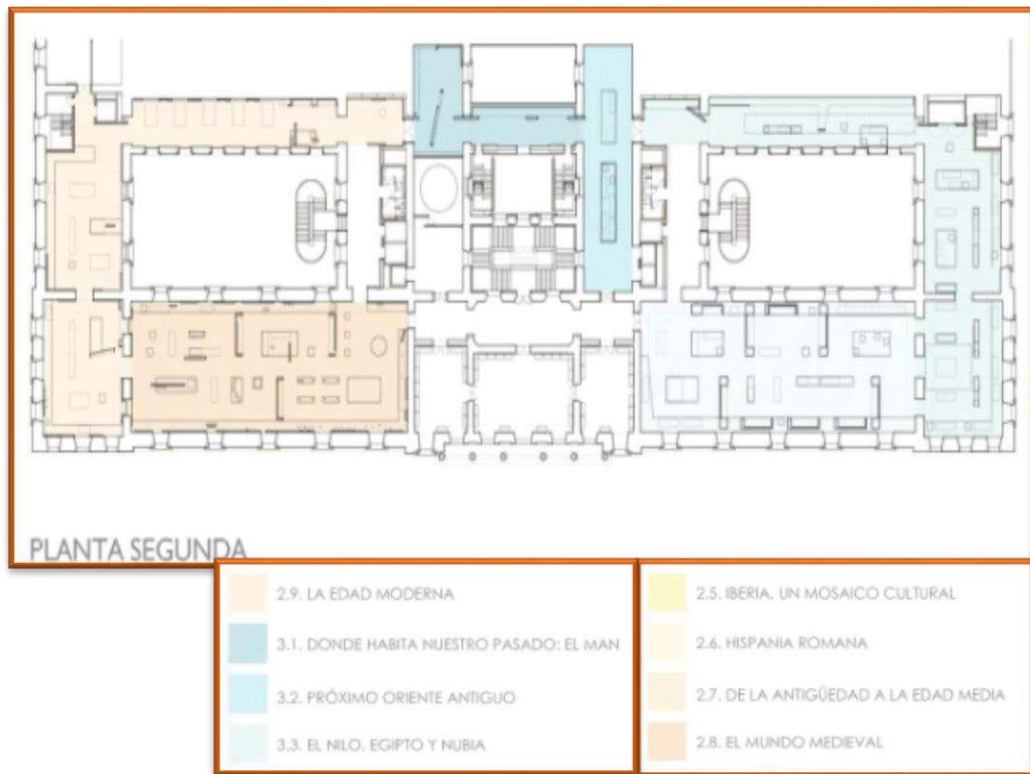 PLANTA SEGUNDA
2.9. LA EDAD MODERNA
3.1. DONDE HABITA NUESTRO PASADO: EL MAN
3.2. PRÓXIMO ORIENTE ANTIGUO
3.3. EL NILO. EGIPTO Y NUBIA
2.5. IBERIA. UN MOSAICO CULTURAL
2.6. HISPANIA ROMANA
2.7. DE LA ANTIGÜEDAD A LA EDAD MEDIA
2.8. EL MUNDO MEDIEVAL